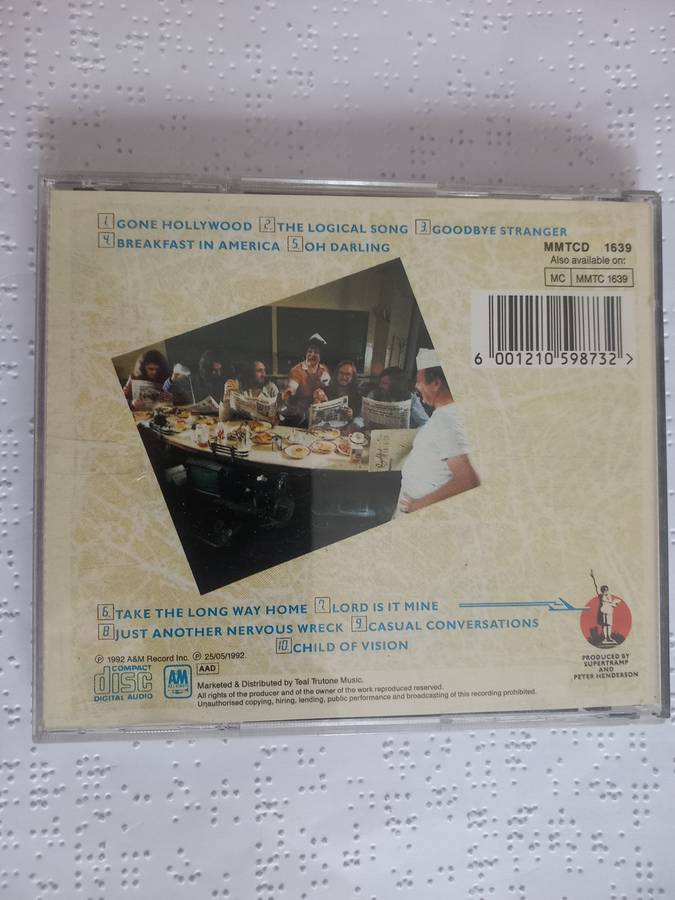 1. GONE HOLLYWOOD 2. THE LOGICAL SONG 3. GOODBYE STRANGER
4. BREAKFAST IN AMERICA 5. OH DARLING
MMTCD 1639
Also available on:
MC MMTC 1639
6 001210 598732 >
6. TAKE THE LONG WAY HOME 7. LORD IS IT MINE
8. JUST ANOTHER NERVOUS WRECK 9. CASUAL CONVERSATIONS
10. CHILD OF VISION
PRODUCED BY
SUPERTRAMP
AND
PETER HENDERSON
℗ 1992 A&M Record Inc. ℗ 25/05/1992.
AAD
COMPACT
disc
DIGITAL AUDIO
AM
Marketed & Distributed by Teal Trutone Music.
All rights of the producer and of the owner of the work reproduced reserved.
Unauthorised copying, hiring, lending, public performance and broadcasting of this recording prohibited.